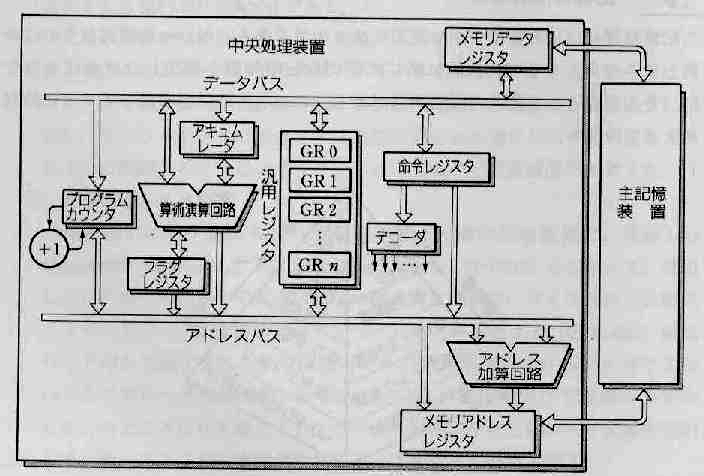 中央処理装置
メモリデータ
レジスタ
データバス
アキュム
レータ
汎用レジスタ
GR 0
GR 1
GR 2
⋮
GR n
命令レジスタ
主記憶
装置
プログラム
カウンタ
算術演算回路
+1
デコーダ
フラグ
レジスタ
アドレスバス
アドレス
加算回路
メモリアドレス
レジスタ